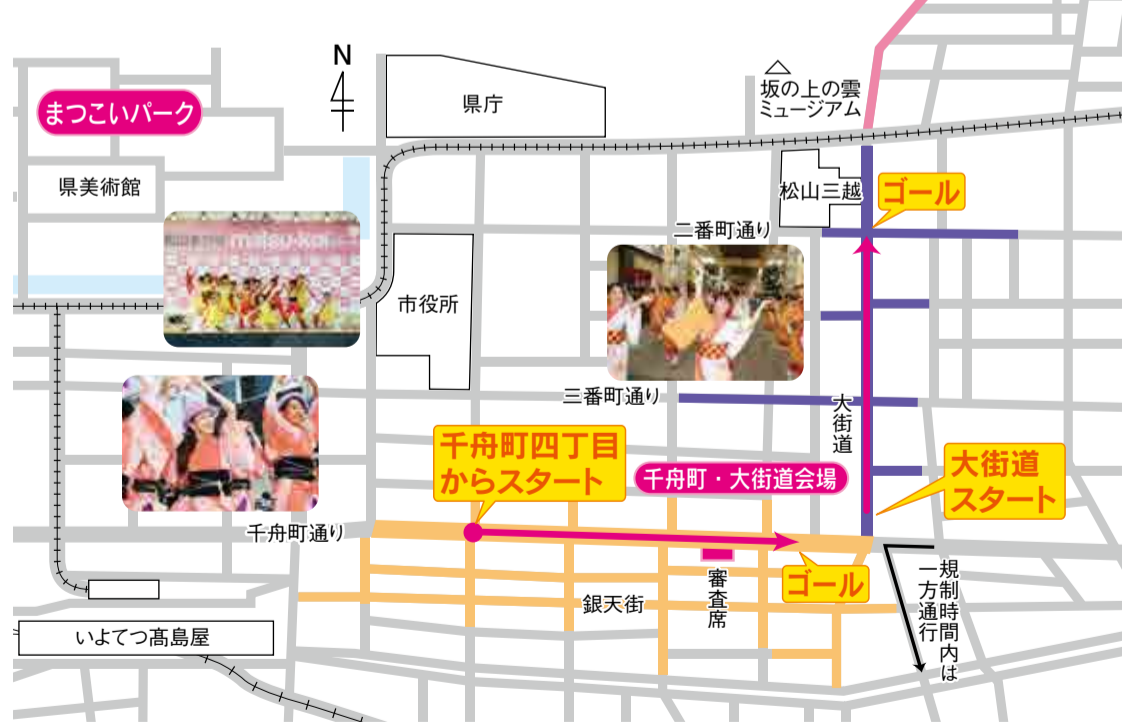 N
まつこいパーク
県庁
坂の上の雲
ミュージアム
県美術館
松山三越
ゴール
二番町通り
matsu-koi
市役所
三番町通り
大街道
千舟町四丁目
からスタート
千舟町・大街道会場
大街道
スタート
千舟町通り
ゴール
審査席
銀天街
規制時間内は
一方通行
いよてつ髙島屋